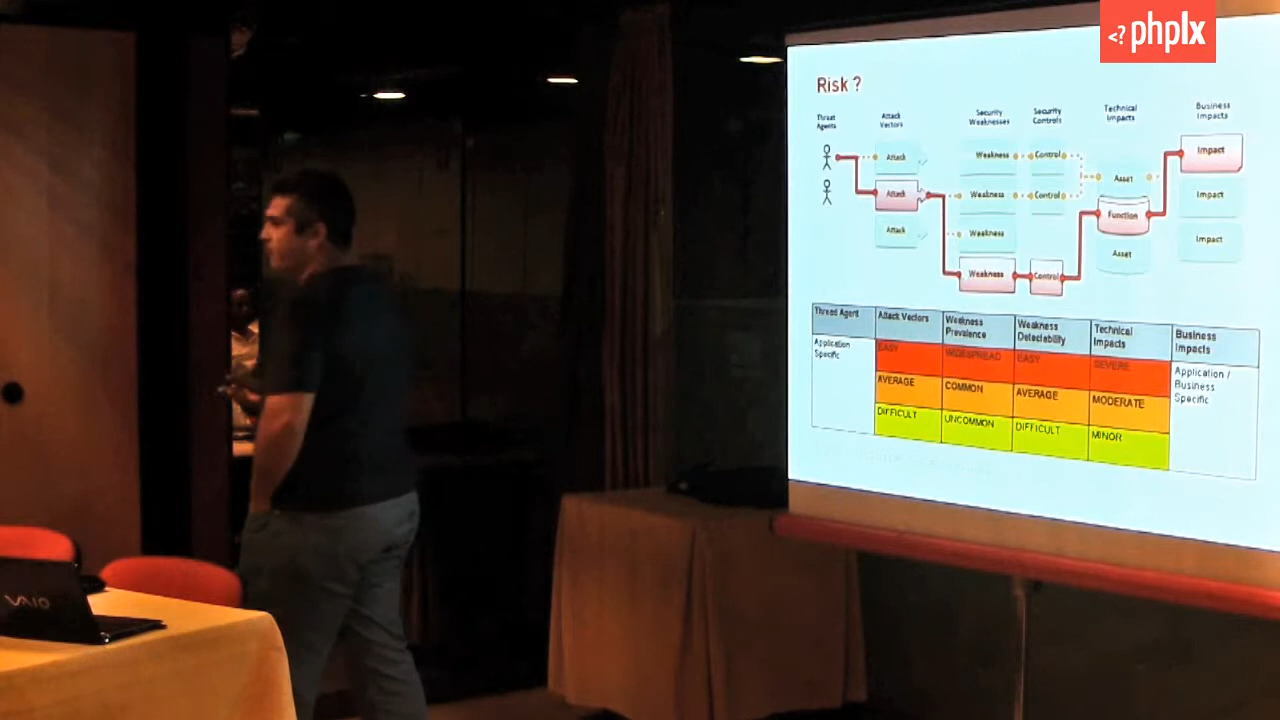 <? phplx
Risk ?
Threat Agents
Attack Vectors
Security Weaknesses
Security Controls
Technical Impacts
Business Impacts
Attack
Weakness
Control
Asset
Impact
Attack
Weakness
Control
Function
Impact
Attack
Weakness
Asset
Impact
Weakness
Control
Threat Agent
Attack Vectors
Weakness Prevalence
Weakness Detectability
Technical Impacts
Business Impacts
Application Specific
EASY
WIDESPREAD
EASY
SEVERE
Application / Business Specific
AVERAGE
COMMON
AVERAGE
MODERATE
DIFFICULT
UNCOMMON
DIFFICULT
MINOR
VAIO